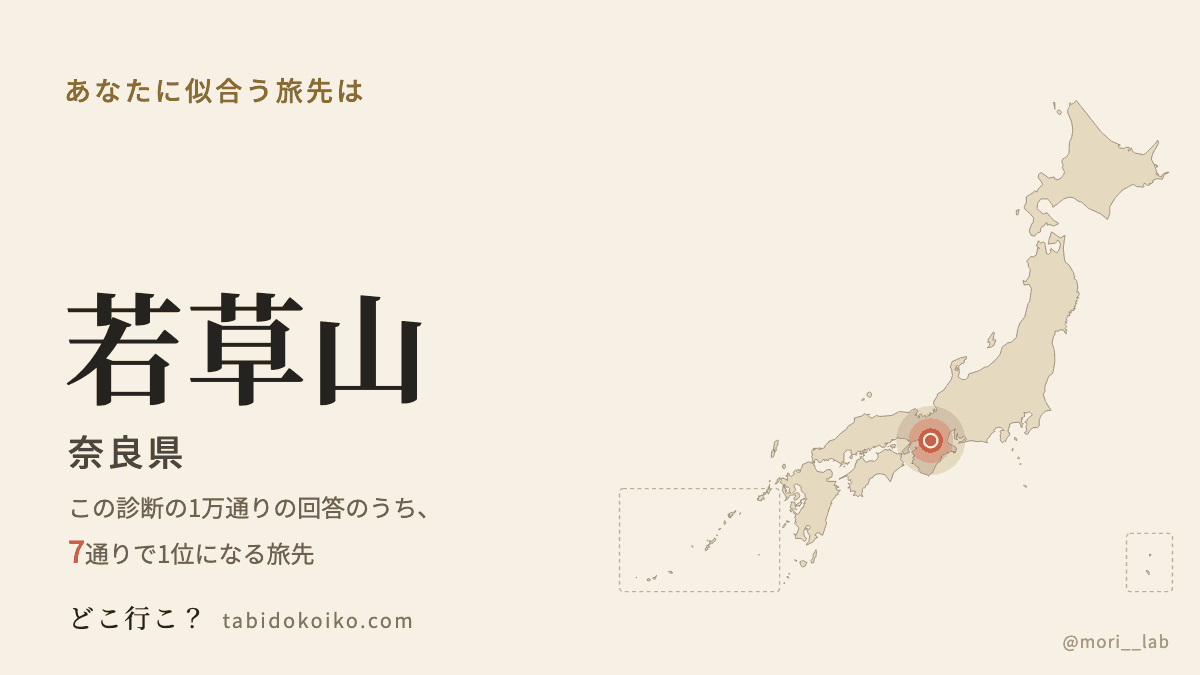 あなたに似合う旅先は
若草山
奈良県
この診断の1万通りの回答のうち、
7通りで1位になる旅先
どこ行こ？ tabidokoiko.com
@mori__lab